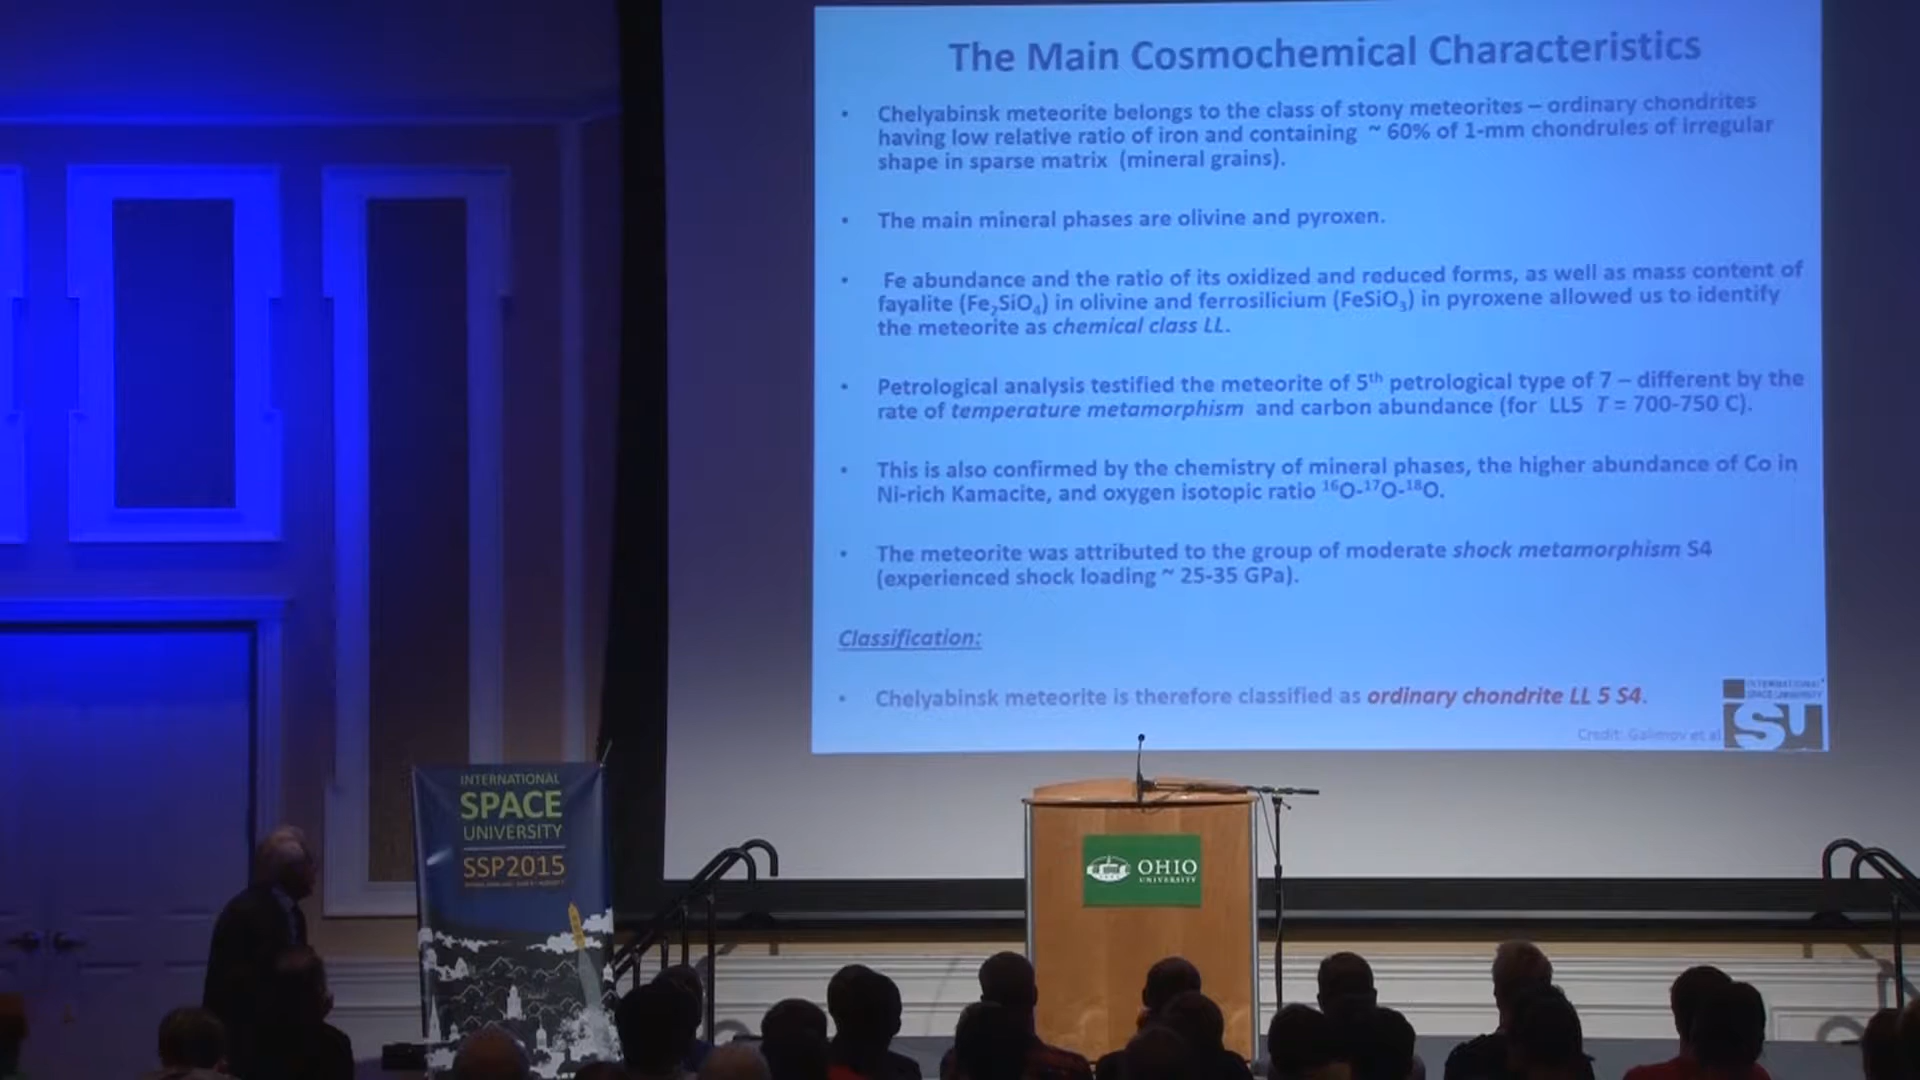 The Main Cosmochemical Characteristics
• Chelyabinsk meteorite belongs to the class of stony meteorites – ordinary chondrites
having low relative ratio of iron and containing ~ 60% of 1-mm chondrules of irregular
shape in sparse matrix (mineral grains).
• The main mineral phases are olivine and pyroxen.
• Fe abundance and the ratio of its oxidized and reduced forms, as well as mass content of
fayalite (Fe₂SiO₄) in olivine and ferrosilicium (FeSiO₃) in pyroxene allowed us to identify
the meteorite as chemical class LL.
• Petrological analysis testified the meteorite of 5th petrological type of 7 – different by the
rate of temperature metamorphism and carbon abundance (for LL5 T = 700-750 C).
• This is also confirmed by the chemistry of mineral phases, the higher abundance of Co in
Ni-rich Kamacite, and oxygen isotopic ratio ¹⁶O-¹⁷O-¹⁸O.
• The meteorite was attributed to the group of moderate shock metamorphism S4
(experienced shock loading ~ 25-35 GPa).
Classification:
• Chelyabinsk meteorite is therefore classified as ordinary chondrite LL 5 S4.
Credit: Galimov et al
INTERNATIONAL
SPACE UNIVERSITY
ISU
INTERNATIONAL
SPACE
UNIVERSITY
SSP2015
OHIO
UNIVERSITY